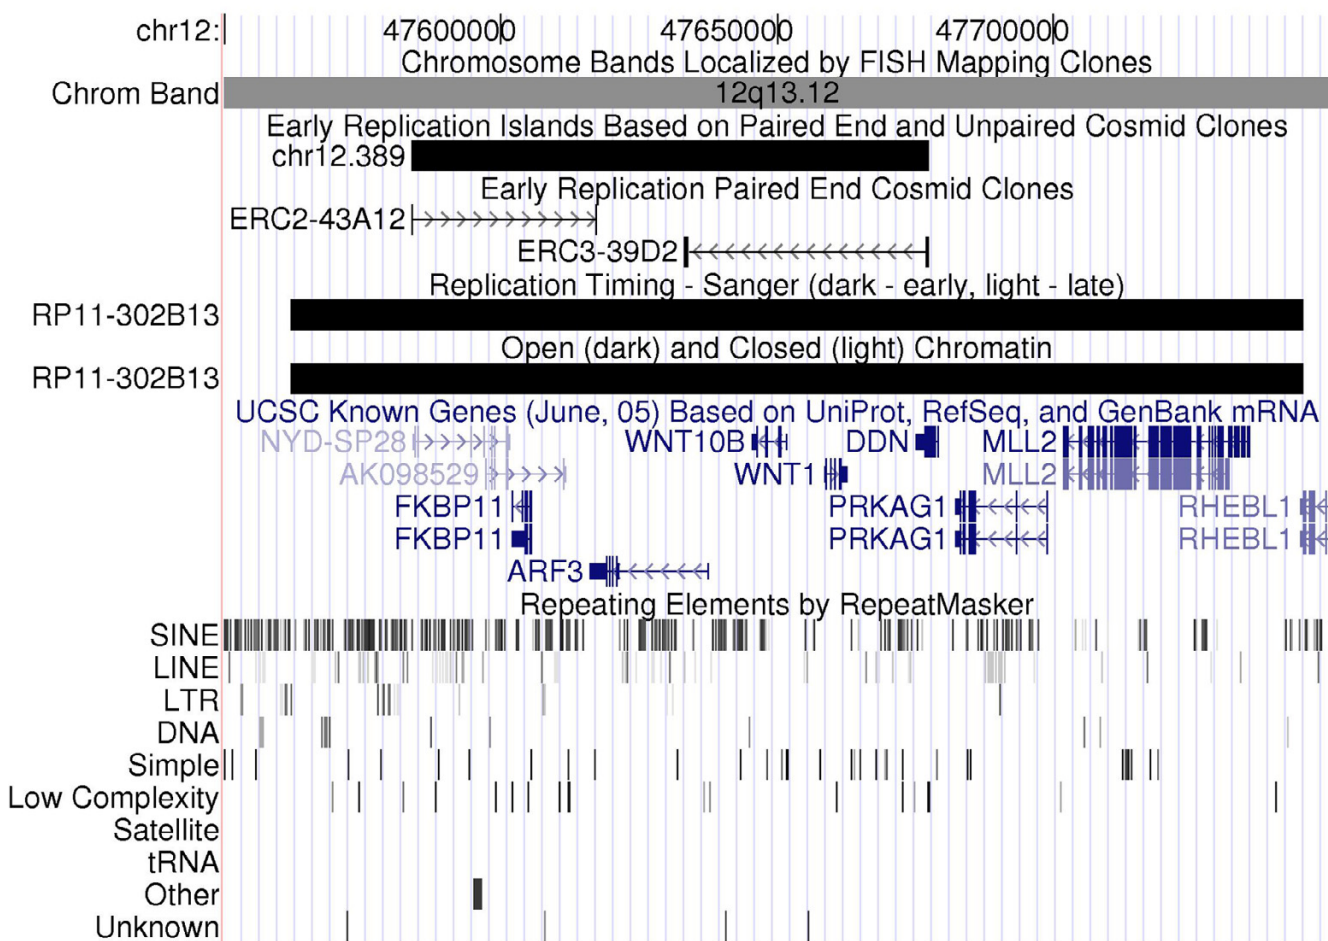 chr12: 47600000 47650000 47700000
Chromosome Bands Localized by FISH Mapping Clones
Chrom Band 12q13.12
Early Replication Islands Based on Paired End and Unpaired Cosmid Clones
chr12.389
Early Replication Paired End Cosmid Clones
ERC2-43A12
ERC3-39D2
Replication Timing - Sanger (dark - early, light - late)
RP11-302B13
Open (dark) and Closed (light) Chromatin
RP11-302B13
UCSC Known Genes (June, 05) Based on UniProt, RefSeq, and GenBank mRNA
NYD-SP28 WNT10B DDN MLL2
AK098529 WNT1 MLL2
FKBP11 PRKAG1 RHEBL1
FKBP11 PRKAG1 RHEBL1
ARF3
Repeating Elements by RepeatMasker
SINE
LINE
LTR
DNA
Simple
Low Complexity
Satellite
tRNA
Other
Unknown